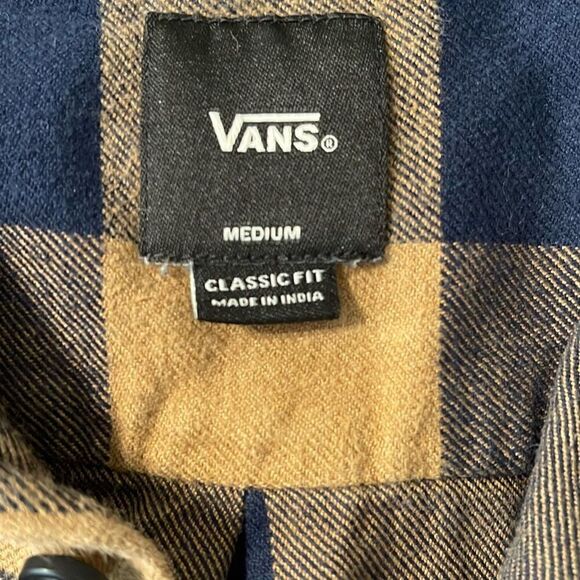 VANS®
MEDIUM
CLASSIC FIT
MADE IN INDIA